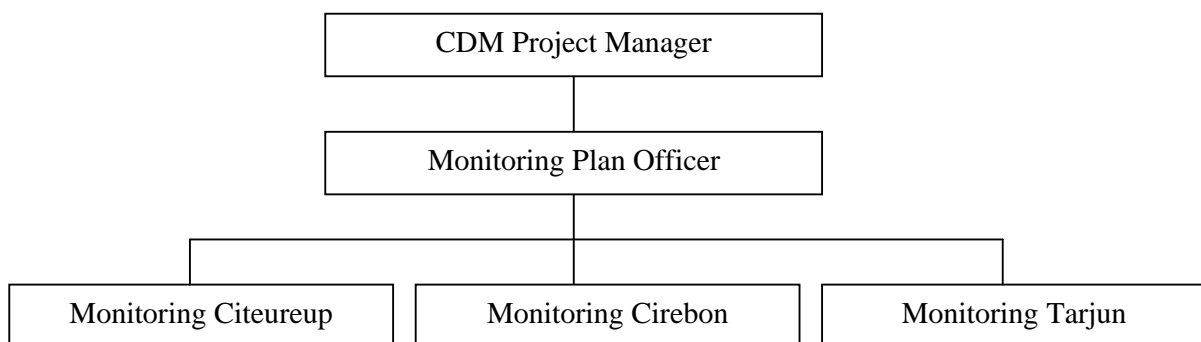 CDM Project Manager
Monitoring Plan Officer
Monitoring Citeureup
Monitoring Cirebon
Monitoring Tarjun